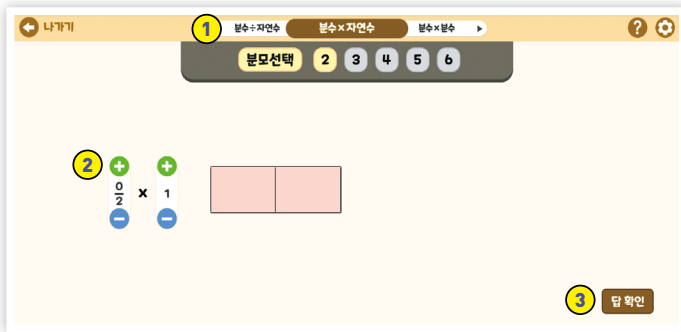 나가기
1 분수÷자연수 분수×자연수 분수×분수 ▶ ?
분모선택 2 3 4 5 6
2 + +
0/2 × 1
− −
3 답 확인